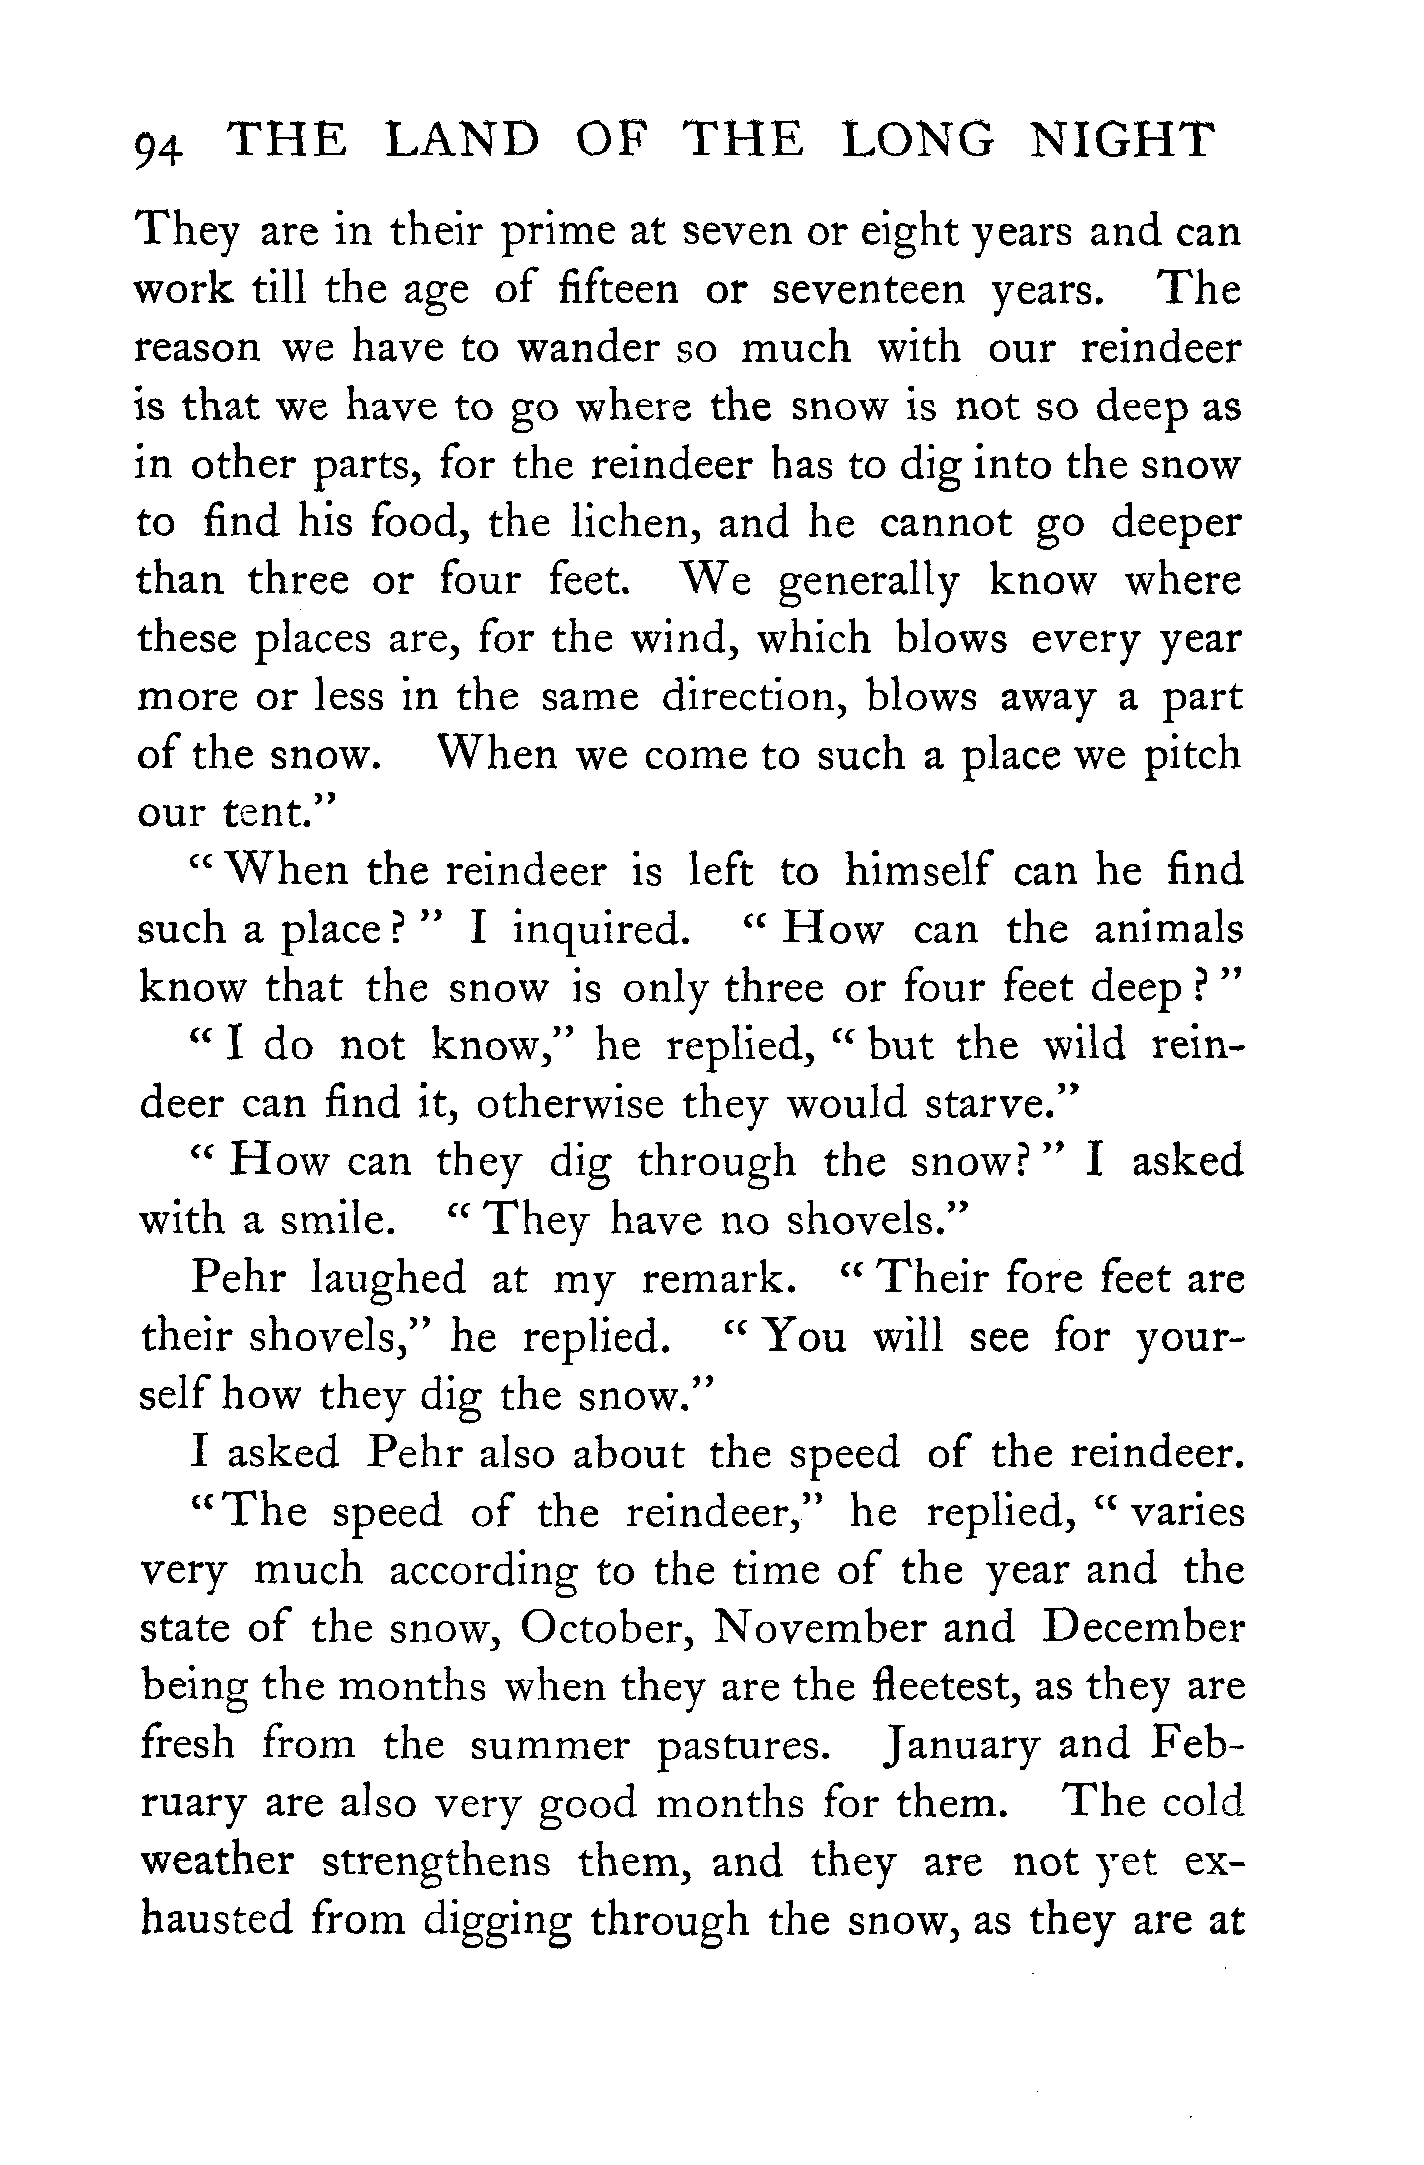 94 THE LAND OF THE LONG NIGHT
They are in their prime at seven or eight years and can
work till the age of fifteen or seventeen years. The
reason we have to wander so much with our reindeer
is that we have to go where the snow is not so deep as
in other parts, for the reindeer has to dig into the snow
to find his food, the lichen, and he cannot go deeper
than three or four feet. We generally know where
these places are, for the wind, which blows every year
more or less in the same direction, blows away a part
of the snow. When we come to such a place we pitch
our tent."
"When the reindeer is left to himself can he find
such a place?" I inquired. "How can the animals
know that the snow is only three or four feet deep?"
"I do not know," he replied, "but the wild rein-
deer can find it, otherwise they would starve."
"How can they dig through the snow?" I asked
with a smile. "They have no shovels."
Pehr laughed at my remark. "Their fore feet are
their shovels," he replied. "You will see for your-
self how they dig the snow."
I asked Pehr also about the speed of the reindeer.
"The speed of the reindeer," he replied, "varies
very much according to the time of the year and the
state of the snow, October, November and December
being the months when they are the fleetest, as they are
fresh from the summer pastures. January and Feb-
ruary are also very good months for them. The cold
weather strengthens them, and they are not yet ex-
hausted from digging through the snow, as they are at